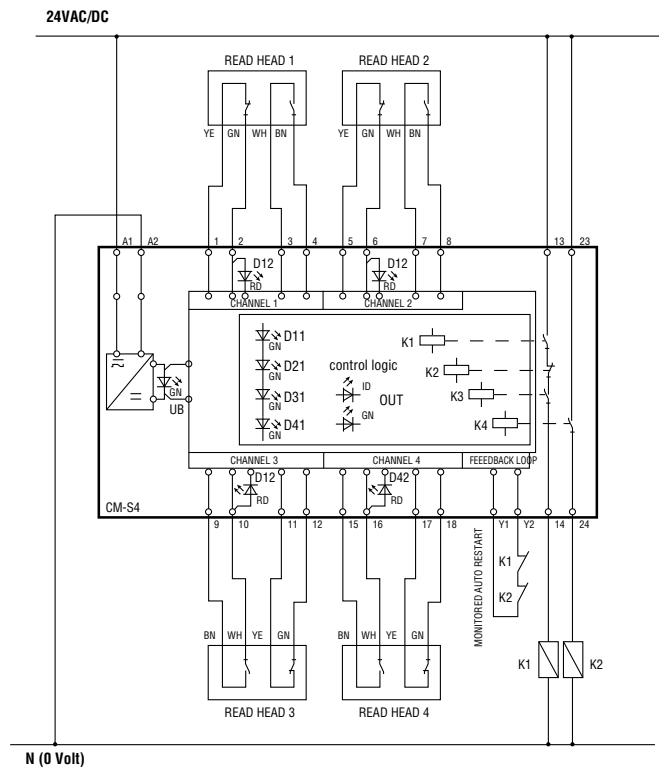 24VAC/DC
READ HEAD 1 READ HEAD 2
YE GN WH BN YE GN WH BN
A1 A2 1 2 3 4 5 6 7 8 13 23
D12 D12
RD RD
CHANNEL 1 CHANNEL 2
D11
GN
K1
D21
GN
control logic
K2
D31
GN
ID
OUT
K3
D41
GN
GN
K4
GN
UB
CHANNEL 3 CHANNEL 4 FEEEDBACK LOOP
D12 D42
RD RD
CM-S4
9 10 11 12 15 16 17 18 Y1 Y2 14 24
MONITORED AUTO RESTART
K1
K2
BN WH YE GN BN WH YE GN
K1 K2
READ HEAD 3 READ HEAD 4
N (0 Volt)